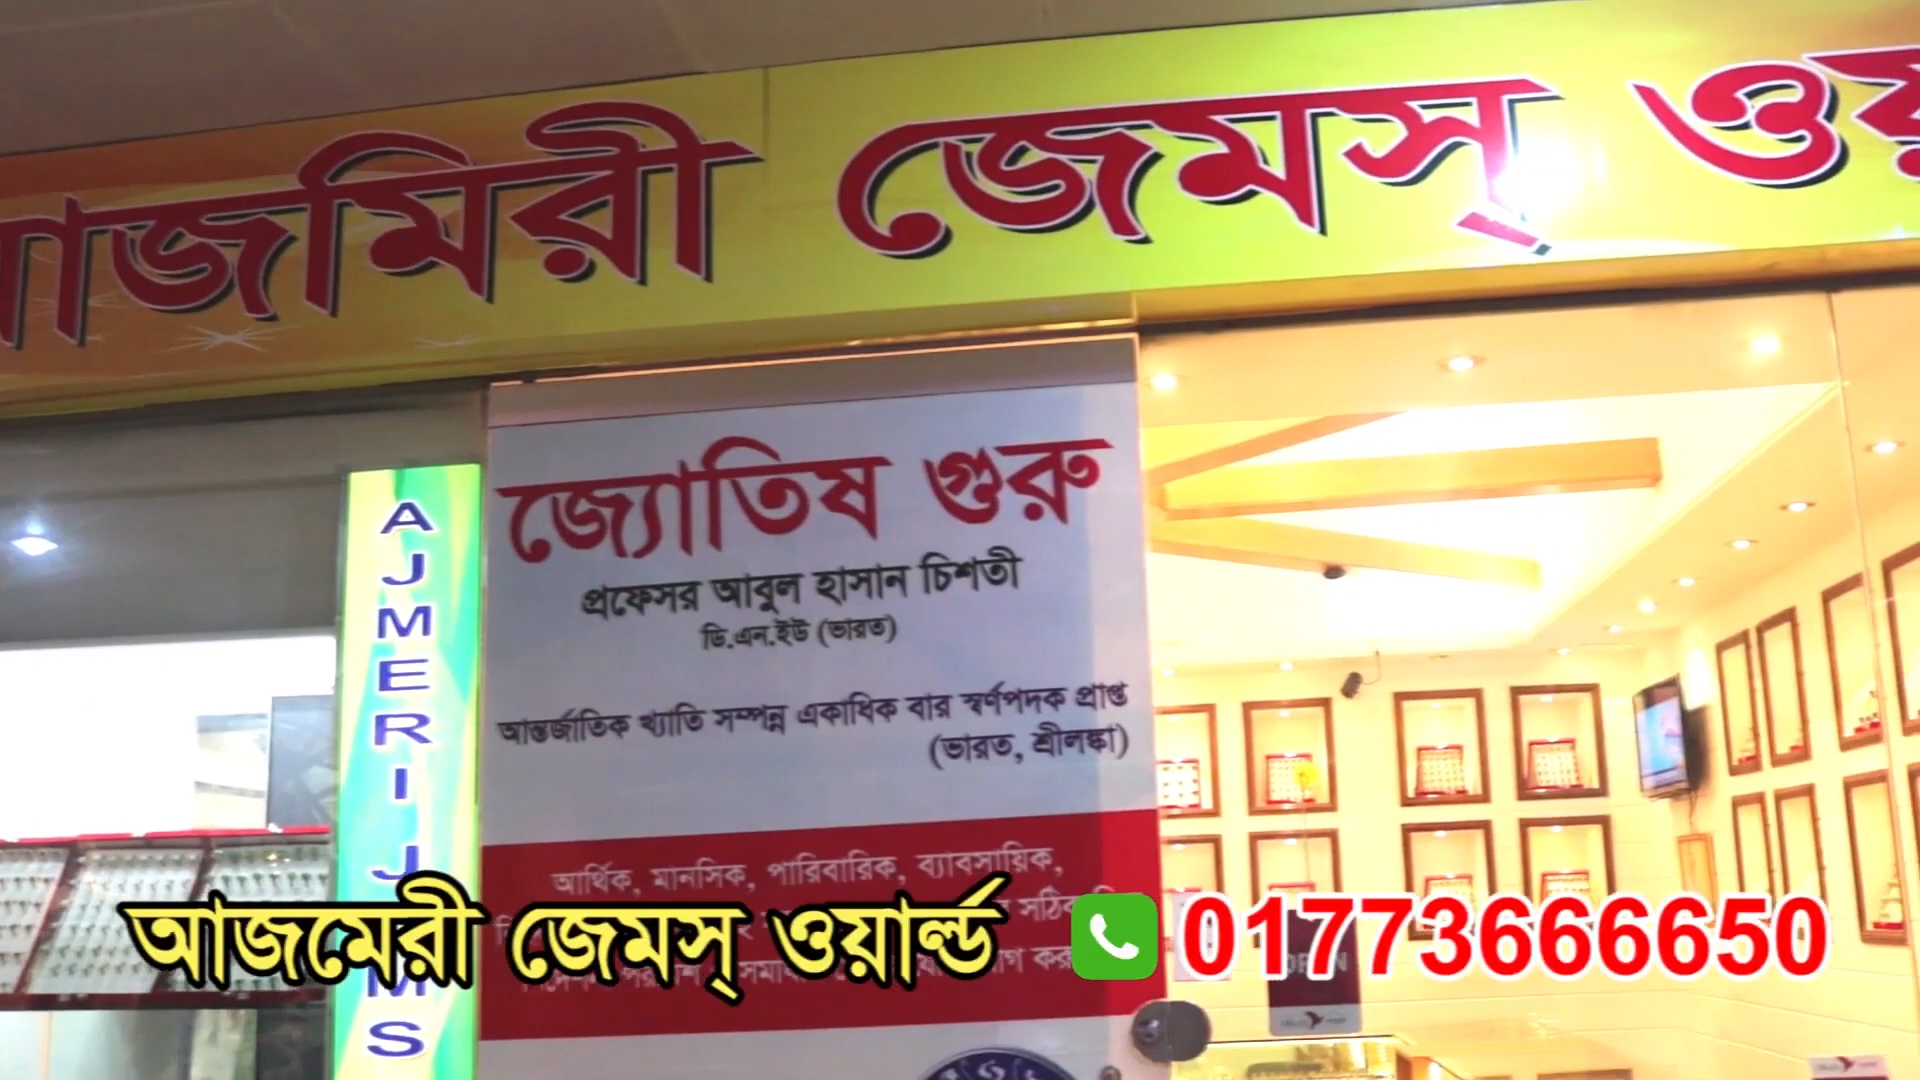 আজমিরী জেমস্ ওয়
AJMERI JEMS
জ্যোতিষ গুরু
প্রফেসর আবুল হাসান চিশতী
ডি.এন.ইউ (ভারত)
আন্তর্জাতিক খ্যাতি সম্পন্ন একাধিক বার স্বর্ণপদক প্রাপ্ত
(ভারত, শ্রীলঙ্কা)
আর্থিক, মানসিক, পারিবারিক, ব্যাবসায়িক,
সঠিক
আজমেরী জেমস্ ওয়ার্ল্ড 01773666650